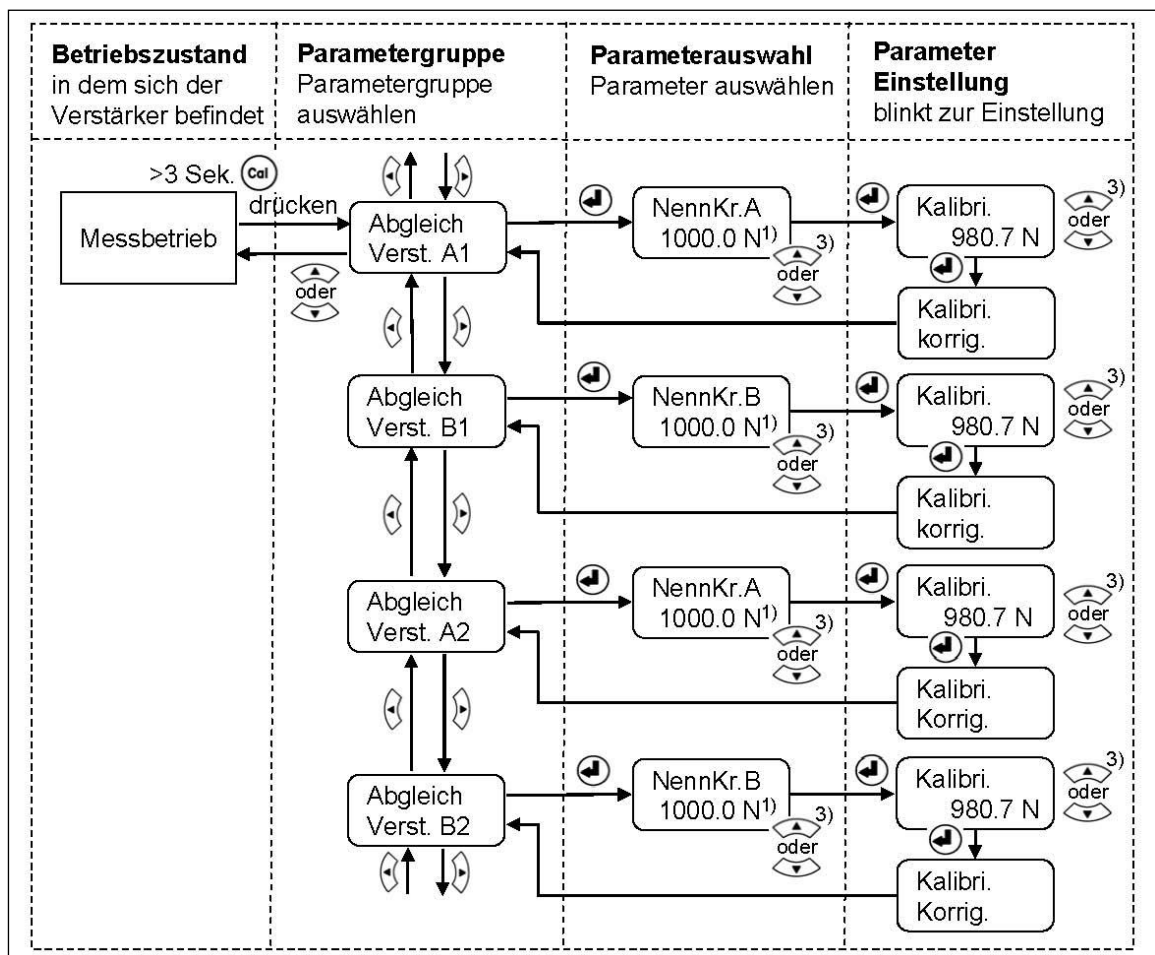 Betriebszustand
in dem sich der
Verstärker befindet
Parametergruppe
Parametergruppe
auswählen
Parameterauswahl
Parameter auswählen
Parameter
Einstellung
blinkt zur Einstellung
>3 Sek. Cal
drücken
Messbetrieb
oder
Abgleich
Verst. A1
NennKr.A
1000.0 N1)
3)
oder
Kalibri.
980.7 N
3)
oder
Kalibri.
korrig.
Abgleich
Verst. B1
NennKr.B
1000.0 N1)
3)
oder
Kalibri.
980.7 N
3)
oder
Kalibri.
korrig.
Abgleich
Verst. A2
NennKr.A
1000.0 N1)
3)
oder
Kalibri.
980.7 N
3)
oder
Kalibri.
Korrig.
Abgleich
Verst. B2
NennKr.B
1000.0 N1)
3)
oder
Kalibri.
980.7 N
3)
oder
Kalibri.
Korrig.